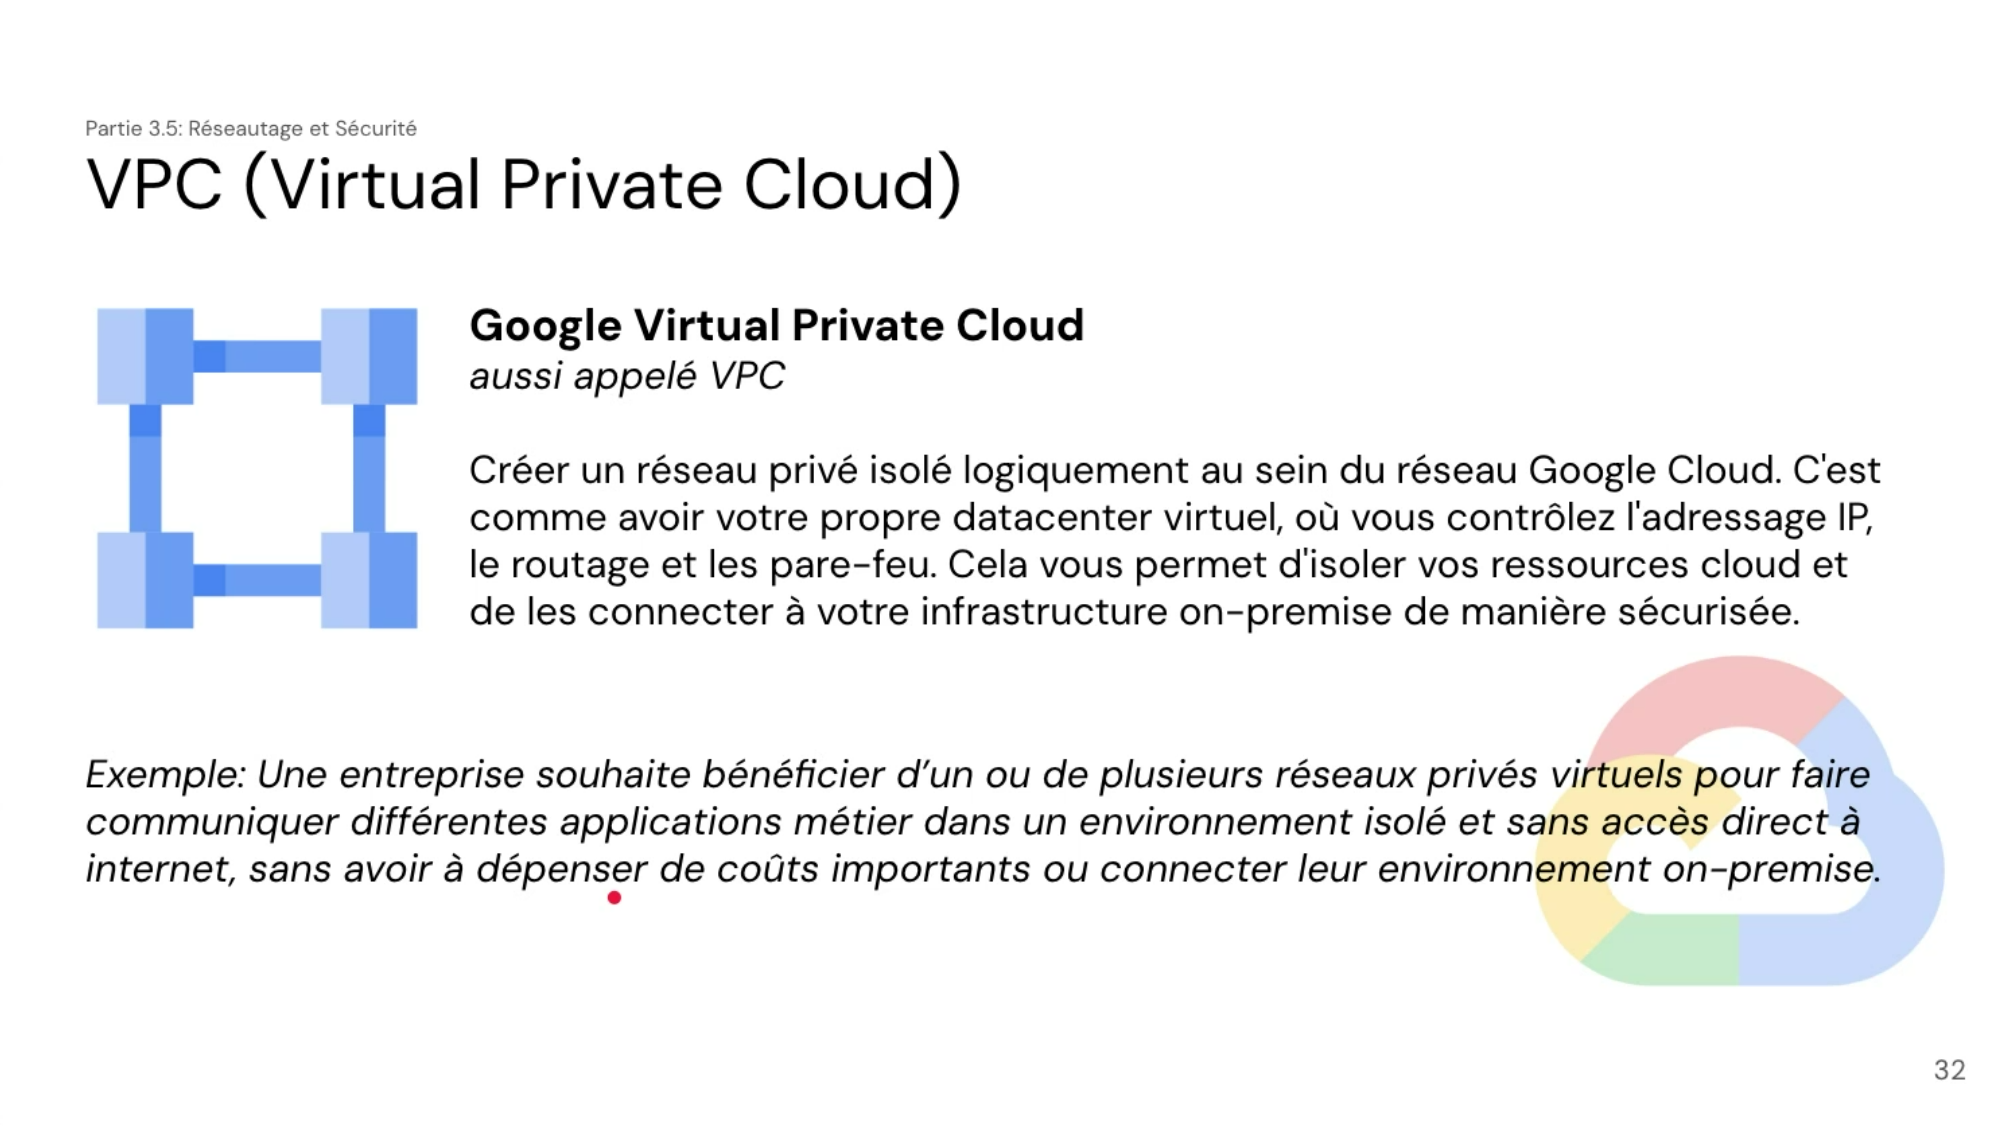 Partie 3.5: Réseautage et Sécurité
VPC (Virtual Private Cloud)
Google Virtual Private Cloud
aussi appelé VPC
Créer un réseau privé isolé logiquement au sein du réseau Google Cloud. C'est
comme avoir votre propre datacenter virtuel, où vous contrôlez l'adressage IP,
le routage et les pare-feu. Cela vous permet d'isoler vos ressources cloud et
de les connecter à votre infrastructure on-premise de manière sécurisée.
Exemple: Une entreprise souhaite bénéficier d’un ou de plusieurs réseaux privés virtuels pour faire
communiquer différentes applications métier dans un environnement isolé et sans accès direct à
internet, sans avoir à dépenser de coûts importants ou connecter leur environnement on-premise.
32